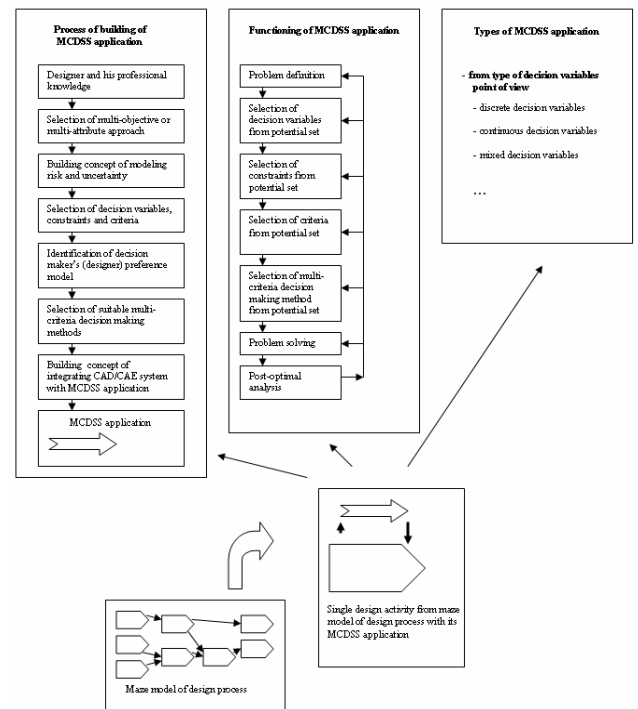 Process of building of
MCDSS application
Designer and his professional
knowledge
Selection of multi-objective or
multi-attribute approach
Building concept of modeling
risk and uncertainty
Selection of decision variables,
constraints and criteria
Identification of decision
maker's (designer) preference
model
Selection of suitable multi-
criteria decision making
methods
Building concept of
integrating CAD/CAE system
with MCDSS application
MCDSS application
Functioning of MCDSS application
Problem definition
Selection of
decision variables
from potential set
Selection of
constraints from
potential set
Selection of criteria
from potential set
Selection of multi-
criteria decision
making method
from potential set
Problem solving
Post-optimal
analysis
Types of MCDSS application
- from type of decision variables
point of view
- discrete decision variables
- continuous decision variables
- mixed decision variables
...
Single design activity from maze
model of design process with its
MCDSS application
Maze model of design process